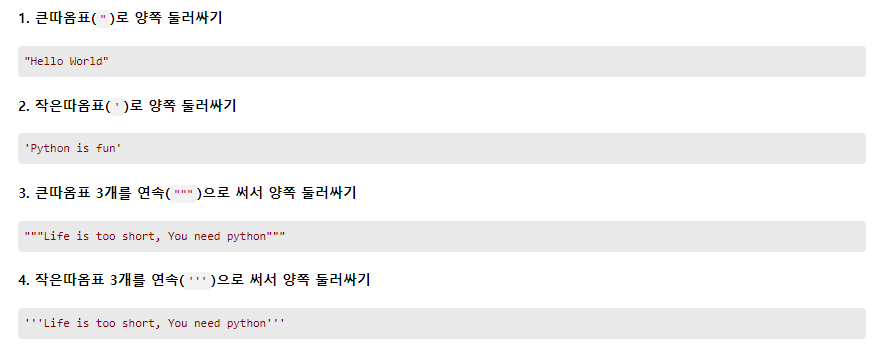 1. 큰따옴표(")로 양쪽 둘러싸기
"Hello World"
2. 작은따옴표(')로 양쪽 둘러싸기
'Python is fun'
3. 큰따옴표 3개를 연속(""")으로 써서 양쪽 둘러싸기
"""Life is too short, You need python"""
4. 작은따옴표 3개를 연속(''')으로 써서 양쪽 둘러싸기
'''Life is too short, You need python'''